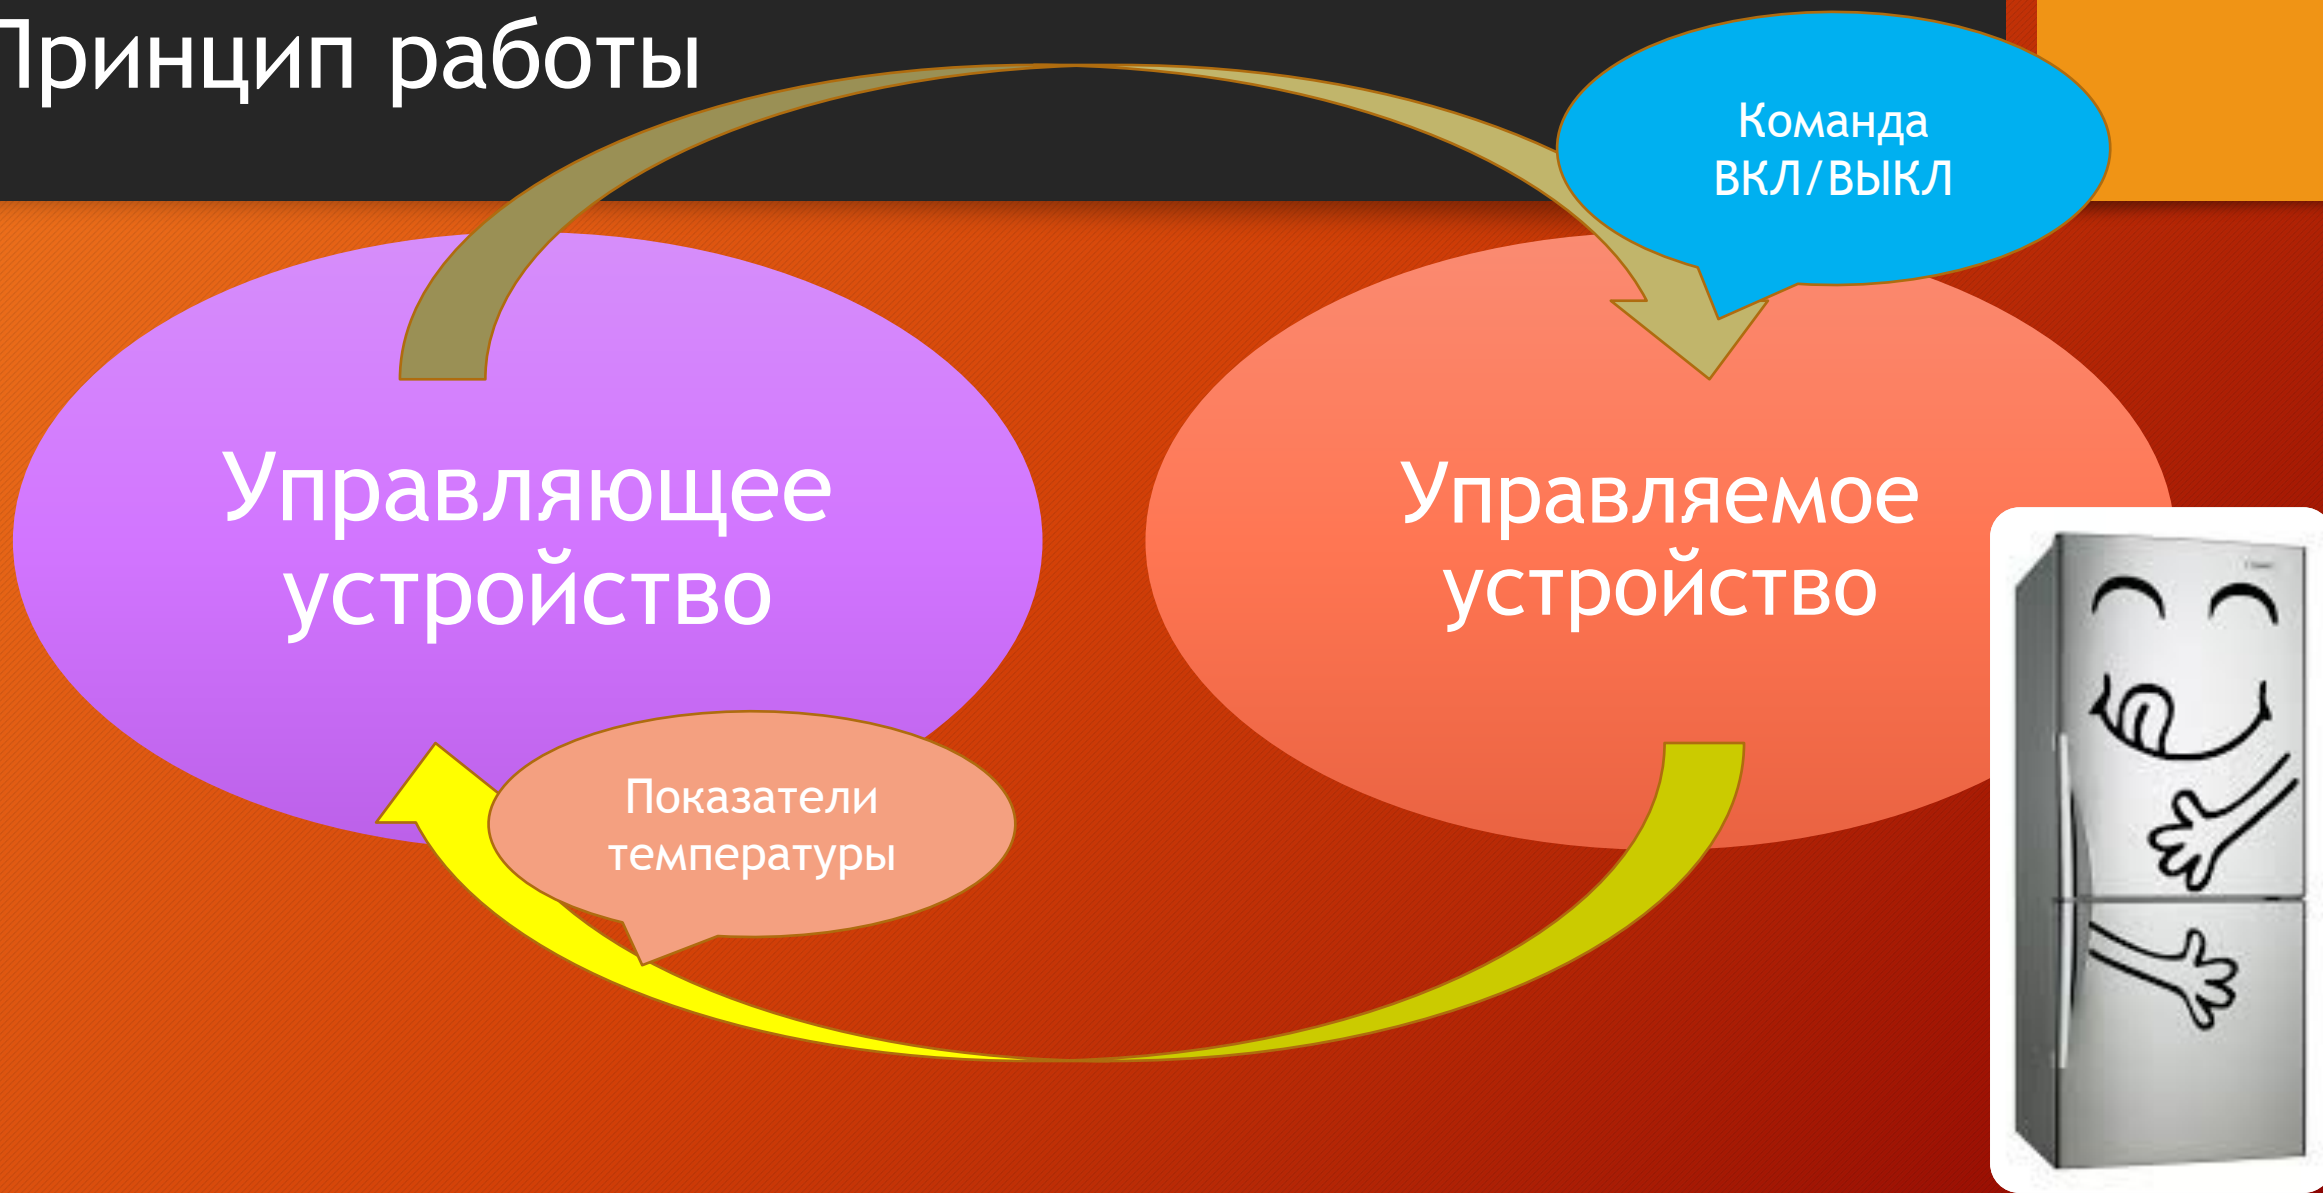 Принцип работы
Команда
ВКЛ/ВЫКЛ
Управляющее
устройство
Управляемое
устройство
Показатели
температуры